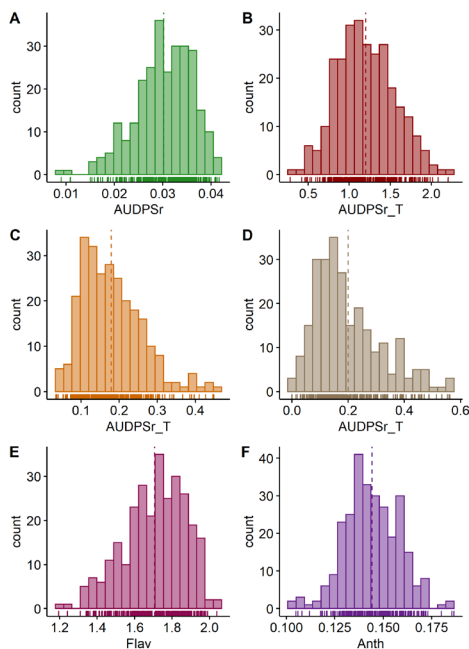 A
30
20
10
0
count
0.01 0.02 0.03 0.04
AUDPSr
B
30
20
10
0
count
0.5 1.0 1.5 2.0
AUDPSr_T
C
30
20
10
0
count
0.1 0.2 0.3 0.4
AUDPSr_T
D
30
20
10
0
count
0.0 0.2 0.4 0.6
AUDPSr_T
E
30
20
10
0
count
1.2 1.4 1.6 1.8 2.0
Flav
F
40
30
20
10
0
count
0.100 0.125 0.150 0.175
Anth